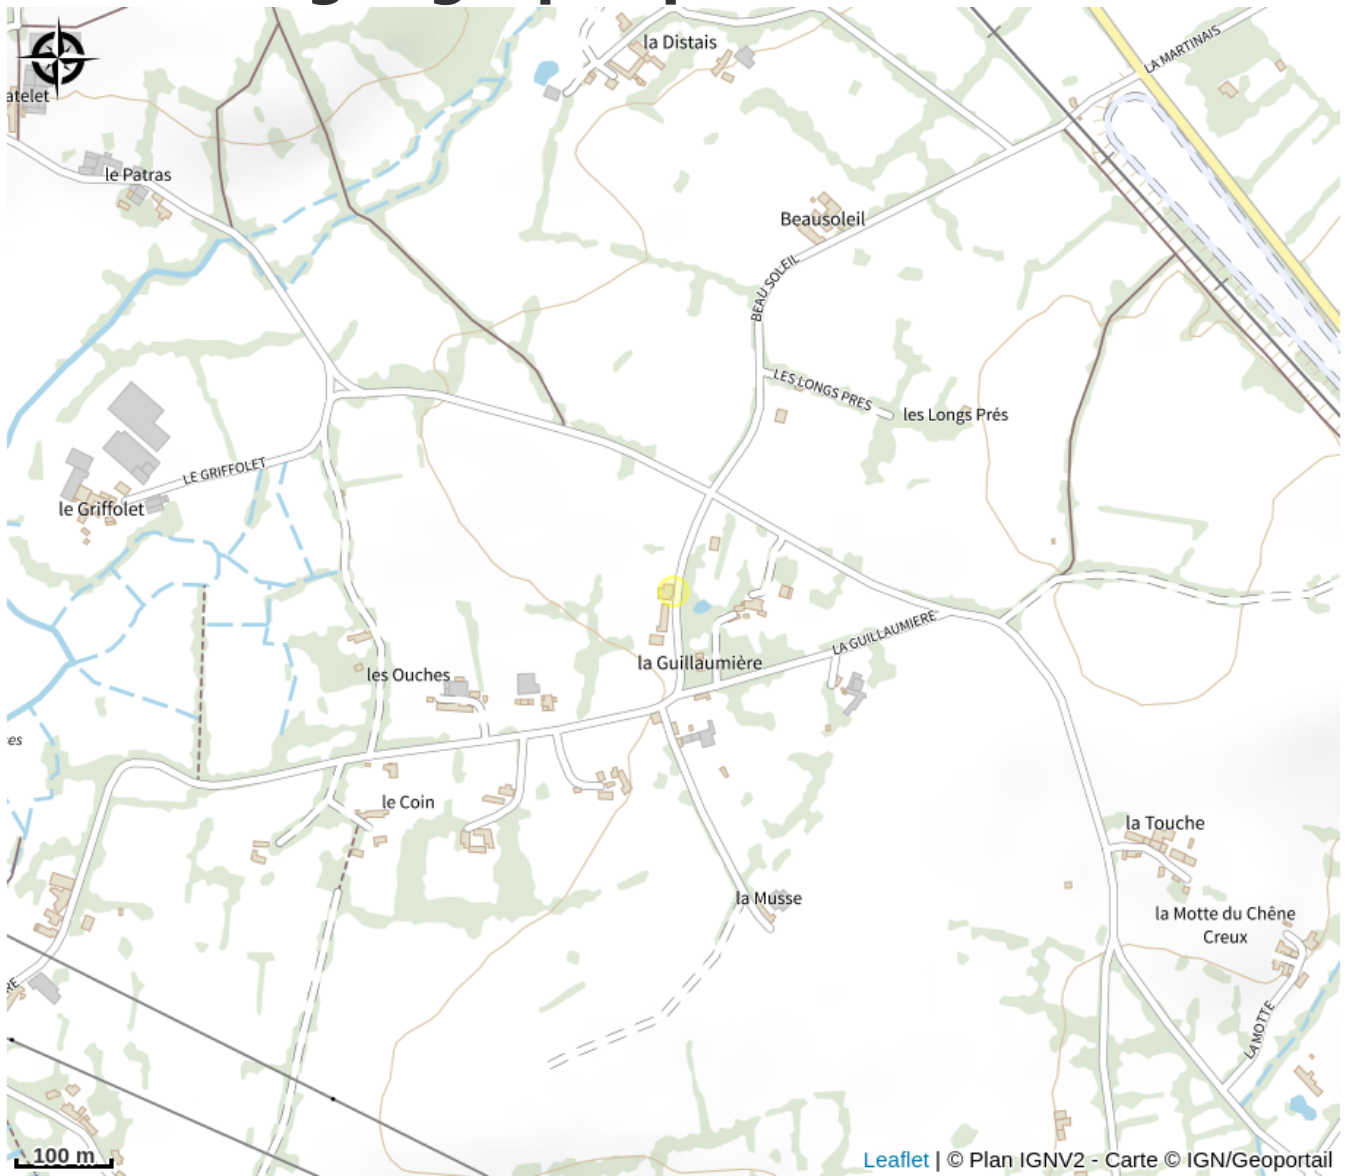 la Distais
LA MARTINAIS
atelet
le Patras
Beausoleil
BEAU SOLEIL
LES LONGS PRES
les Longs Prés
LE GRIFFOLET
le Griffolet
LA GUILLAUMIERE
la Guillaumière
les Ouches
es
le Coin
la Touche
la Musse
la Motte du Chêne
Creux
RE
LA MOTTE
100 m
Leaflet | © Plan IGNV2 - Carte © IGN/Geoportail